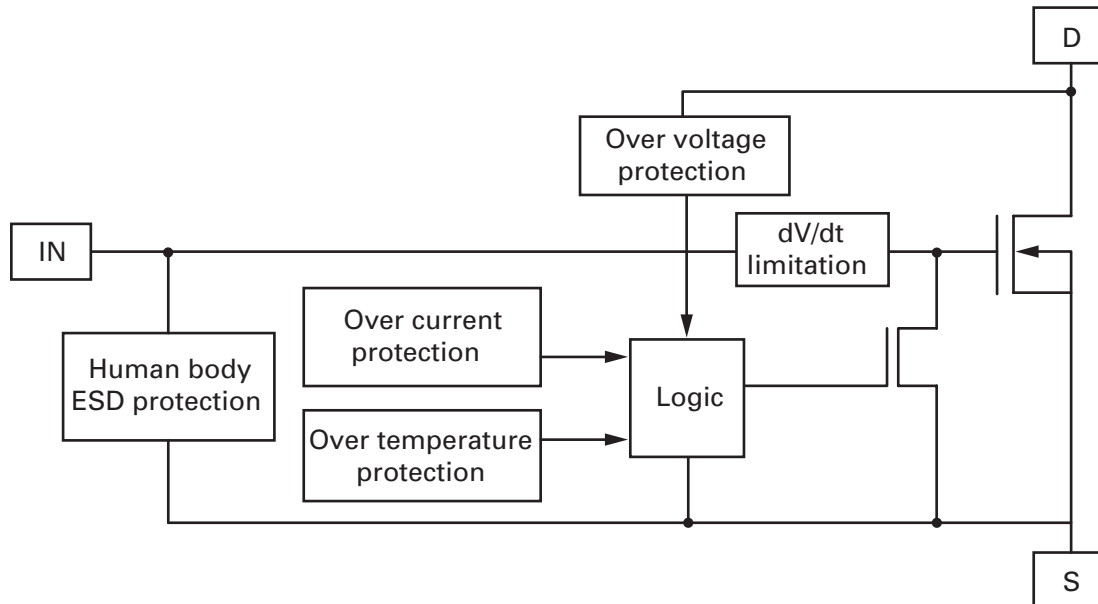 D
Over voltage
protection
IN
dV/dt
limitation
Over current
protection
Human body
ESD protection
Logic
Over temperature
protection
S